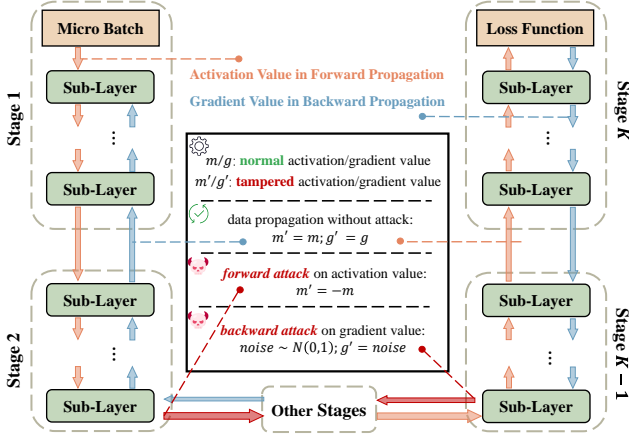 Micro Batch
Loss Function
Activation Value in Forward Propagation
Gradient Value in Backward Propagation
Stage 1
Sub-Layer
...
Sub-Layer
Stage K
Sub-Layer
...
Sub-Layer
m/g: normal activation/gradient value
m′/g′: tampered activation/gradient value
data propagation without attack:
m′ = m; g′ = g
forward attack on activation value:
m′ = −m
backward attack on gradient value:
noise ~ N(0,1); g′ = noise
Stage 2
Sub-Layer
...
Sub-Layer
Other Stages
Stage K − 1
Sub-Layer
...
Sub-Layer